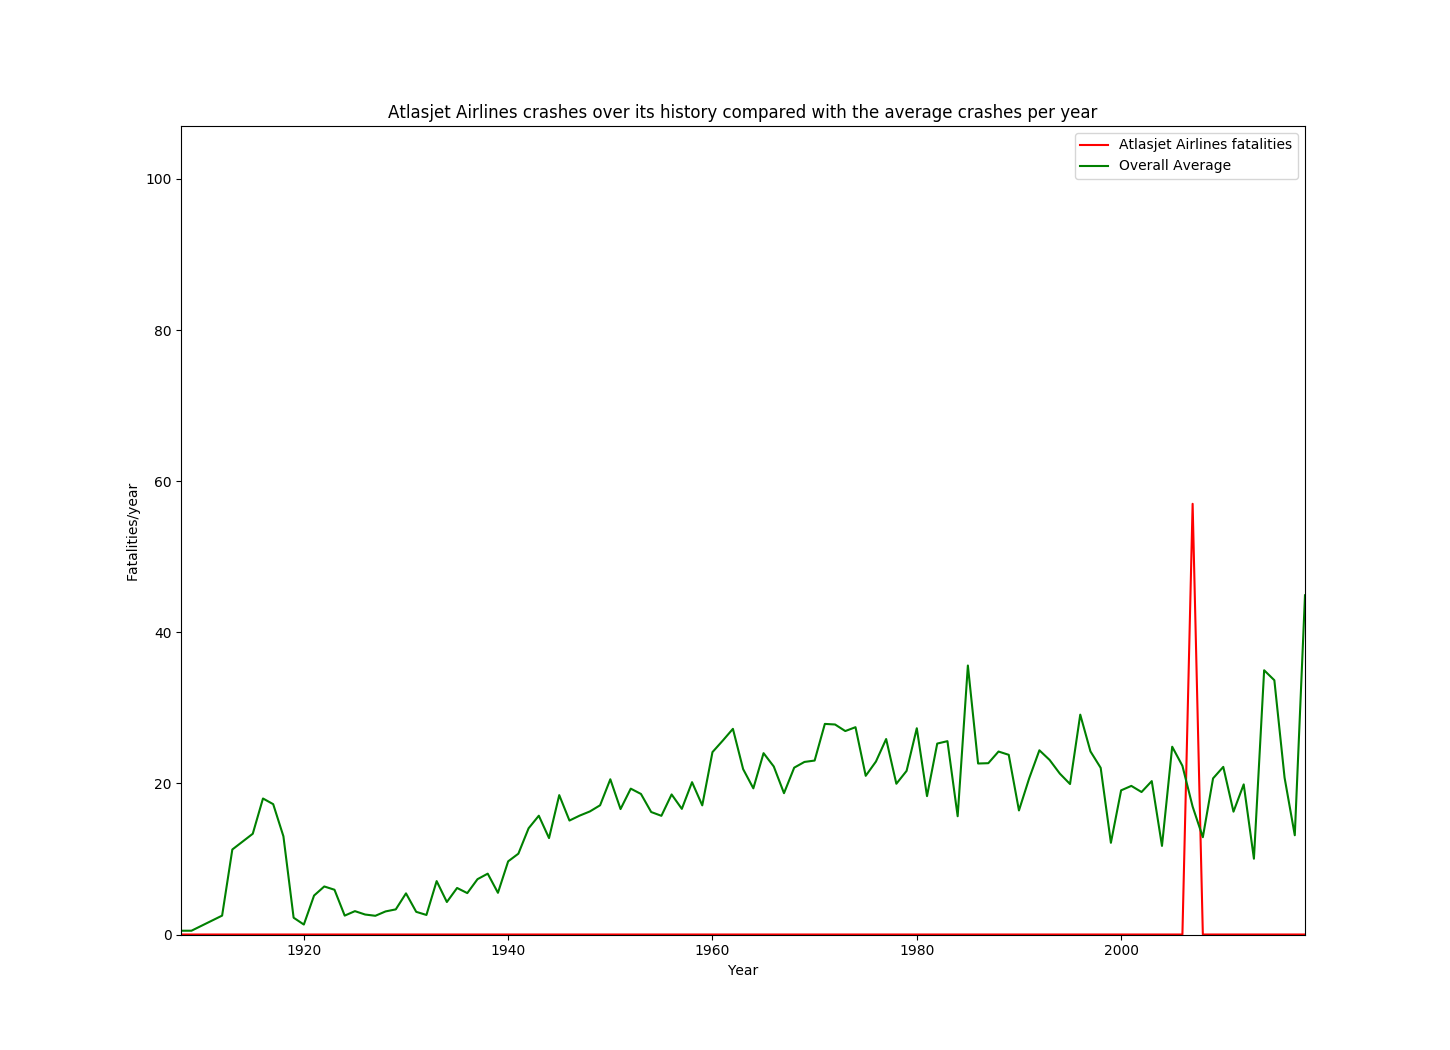 Atlasjet Airlines crashes over its history compared with the average crashes per year
Atlasjet Airlines fatalities
Overall Average
100
80
60
40
20
0
Fatalities/year
1920
1940
1960
1980
2000
Year